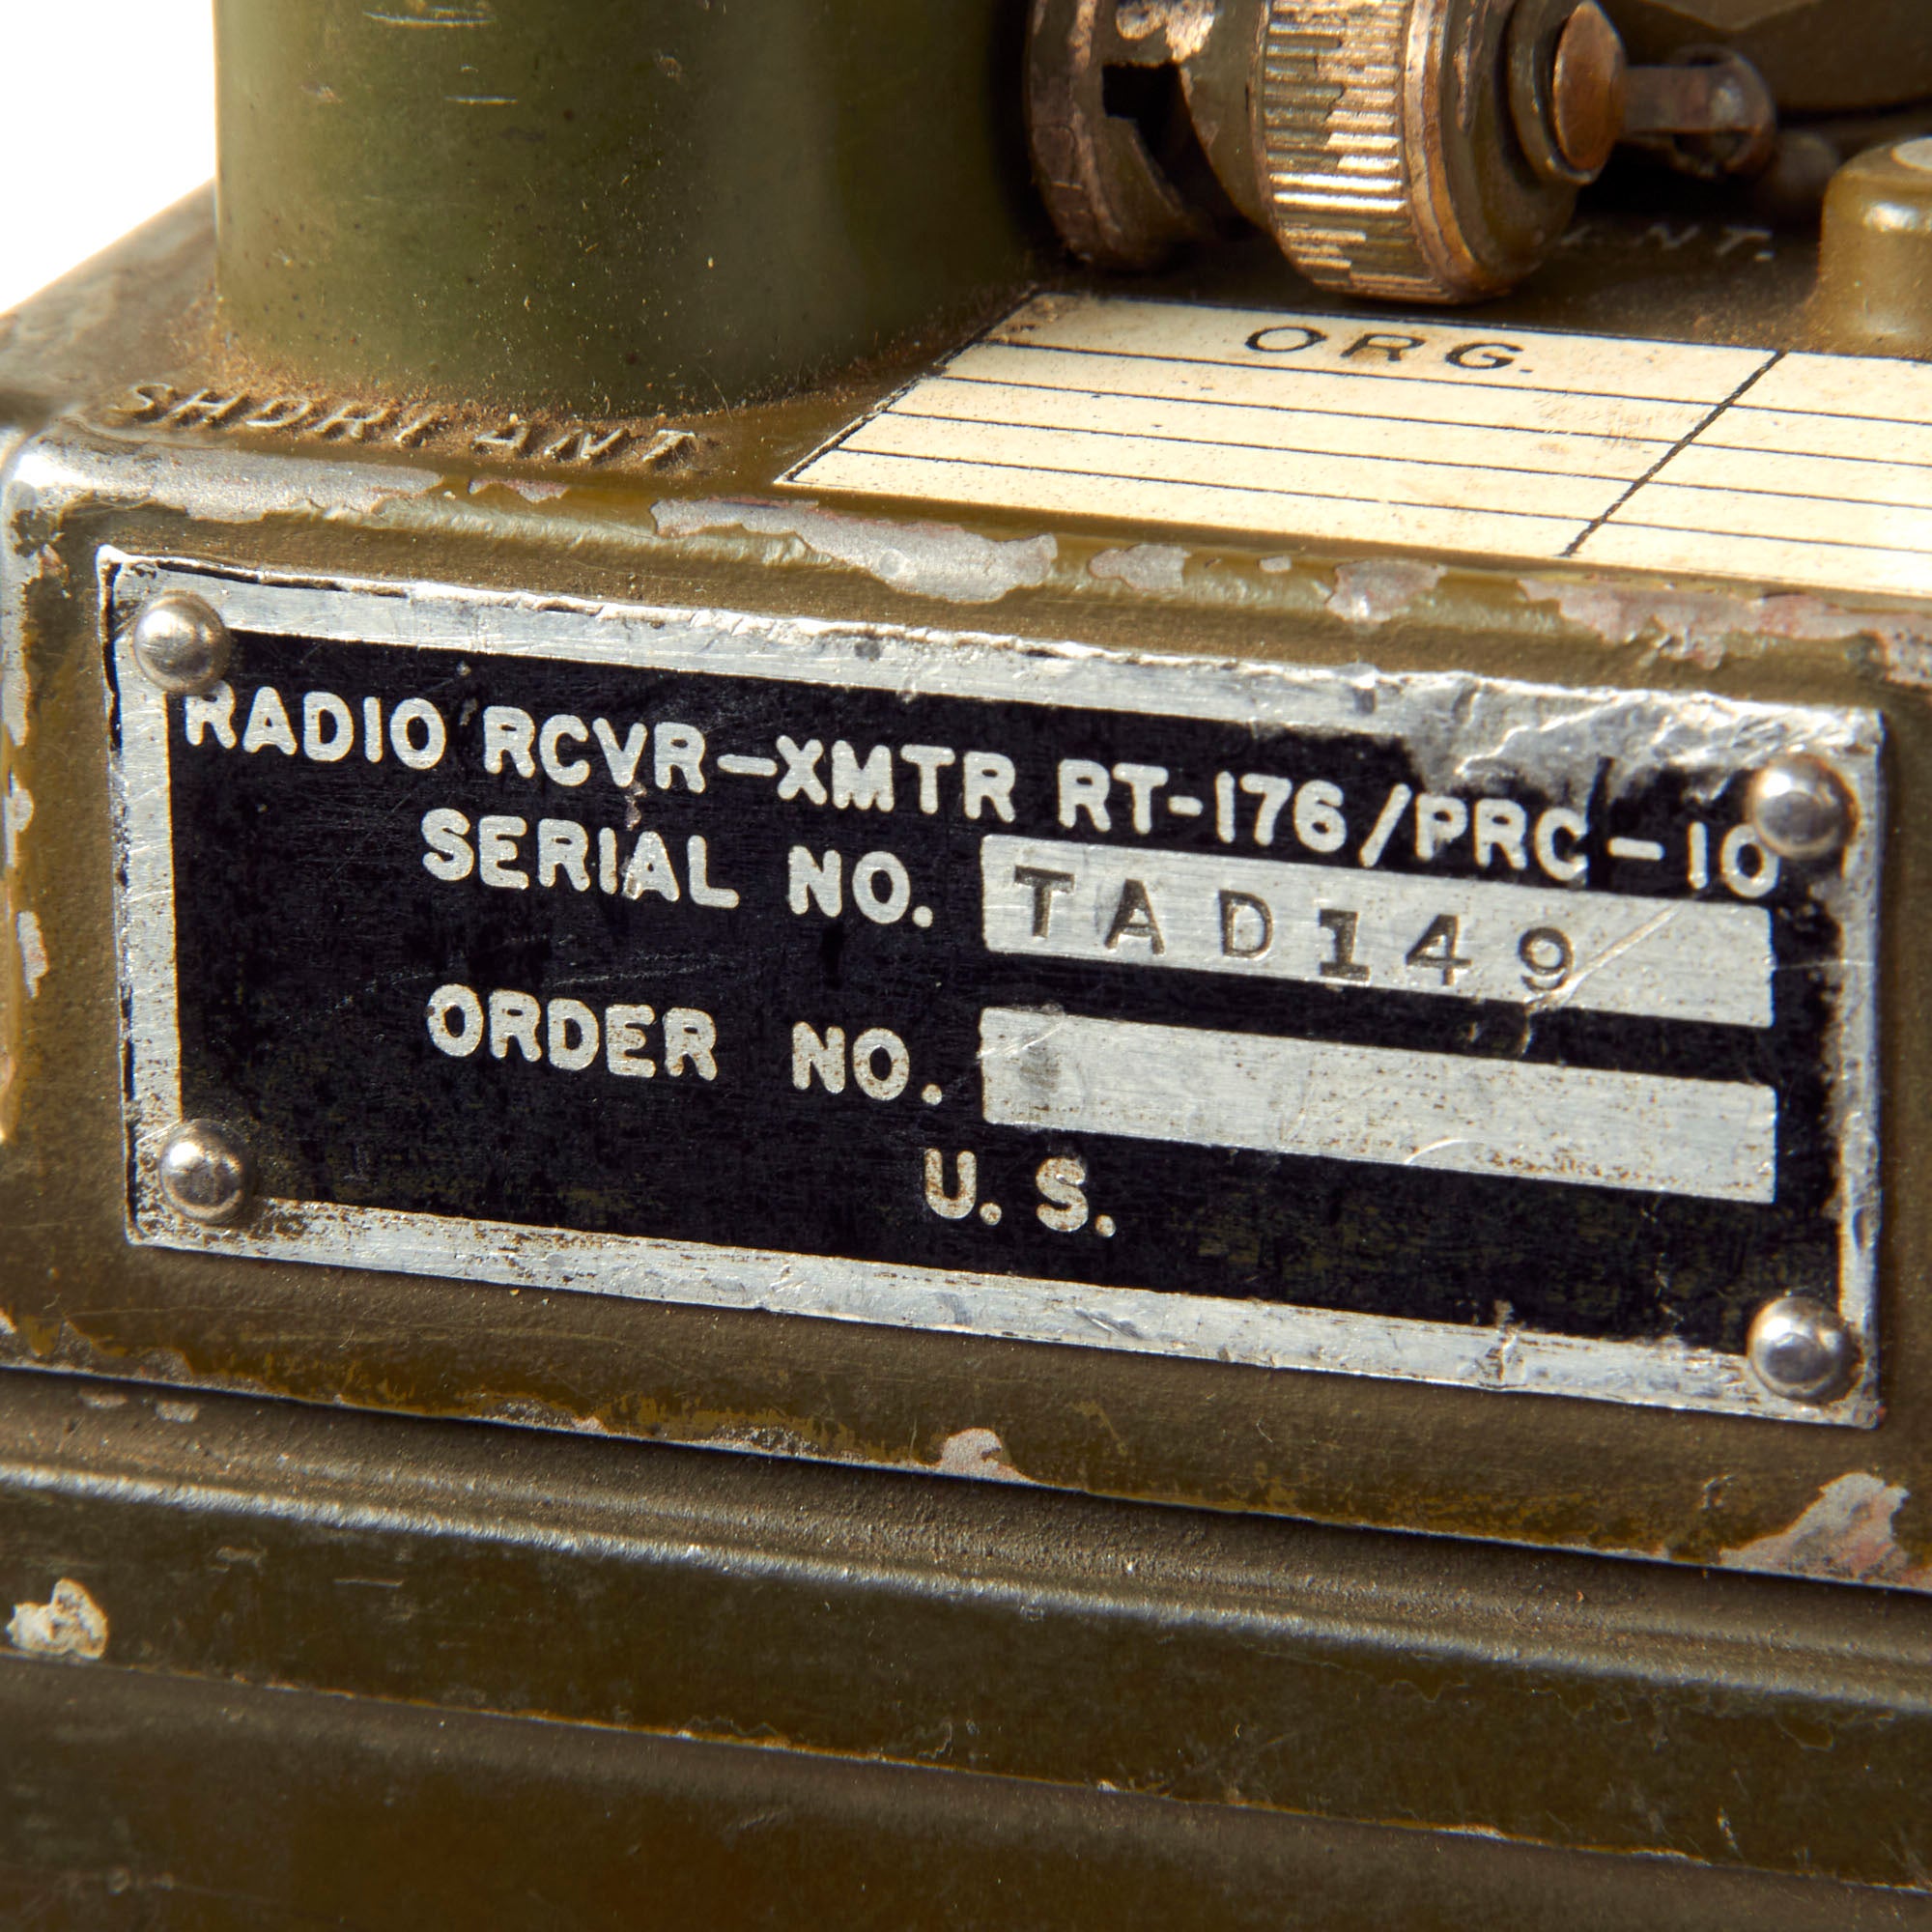 SHORT ANT.
ORG.
RADIO RCVR-XMTR RT-176/PRC-10
SERIAL NO. TAD149
ORDER NO.
U.S.